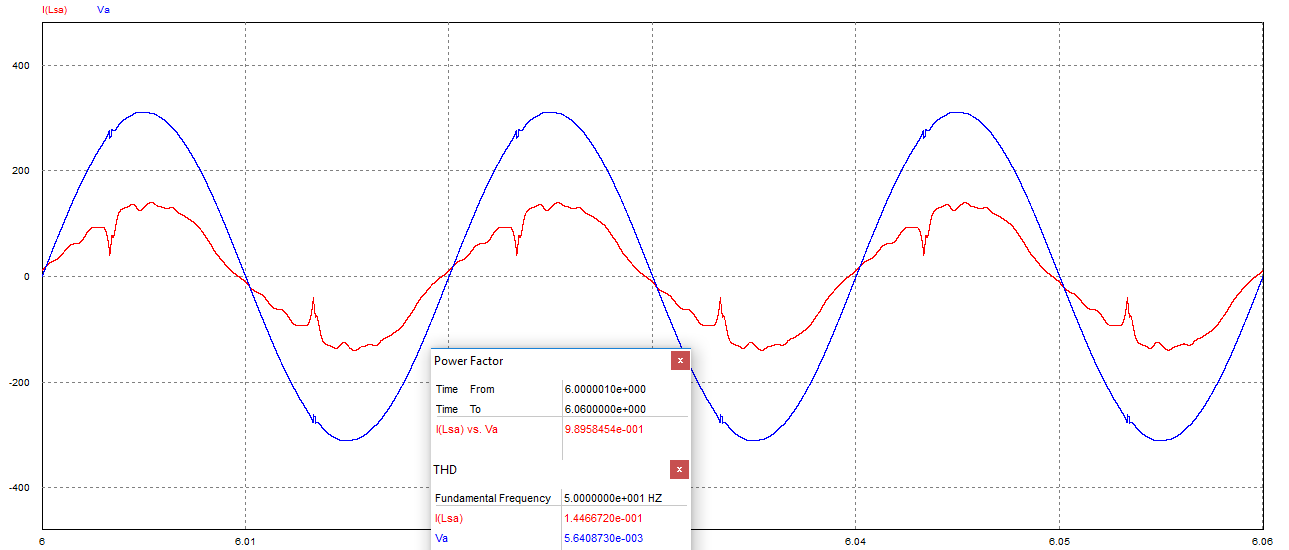 I(Lsa) Va
400
200
0
-200
-400
6 6.01 6.04 6.05 6.06
Power Factor x
Time From 6.0000010e+000
Time To 6.0600000e+000
I(Lsa) vs. Va 9.8958454e-001
THD x
Fundamental Frequency 5.0000000e+001 HZ
I(Lsa) 1.4466720e-001
Va 5.6408730e-003